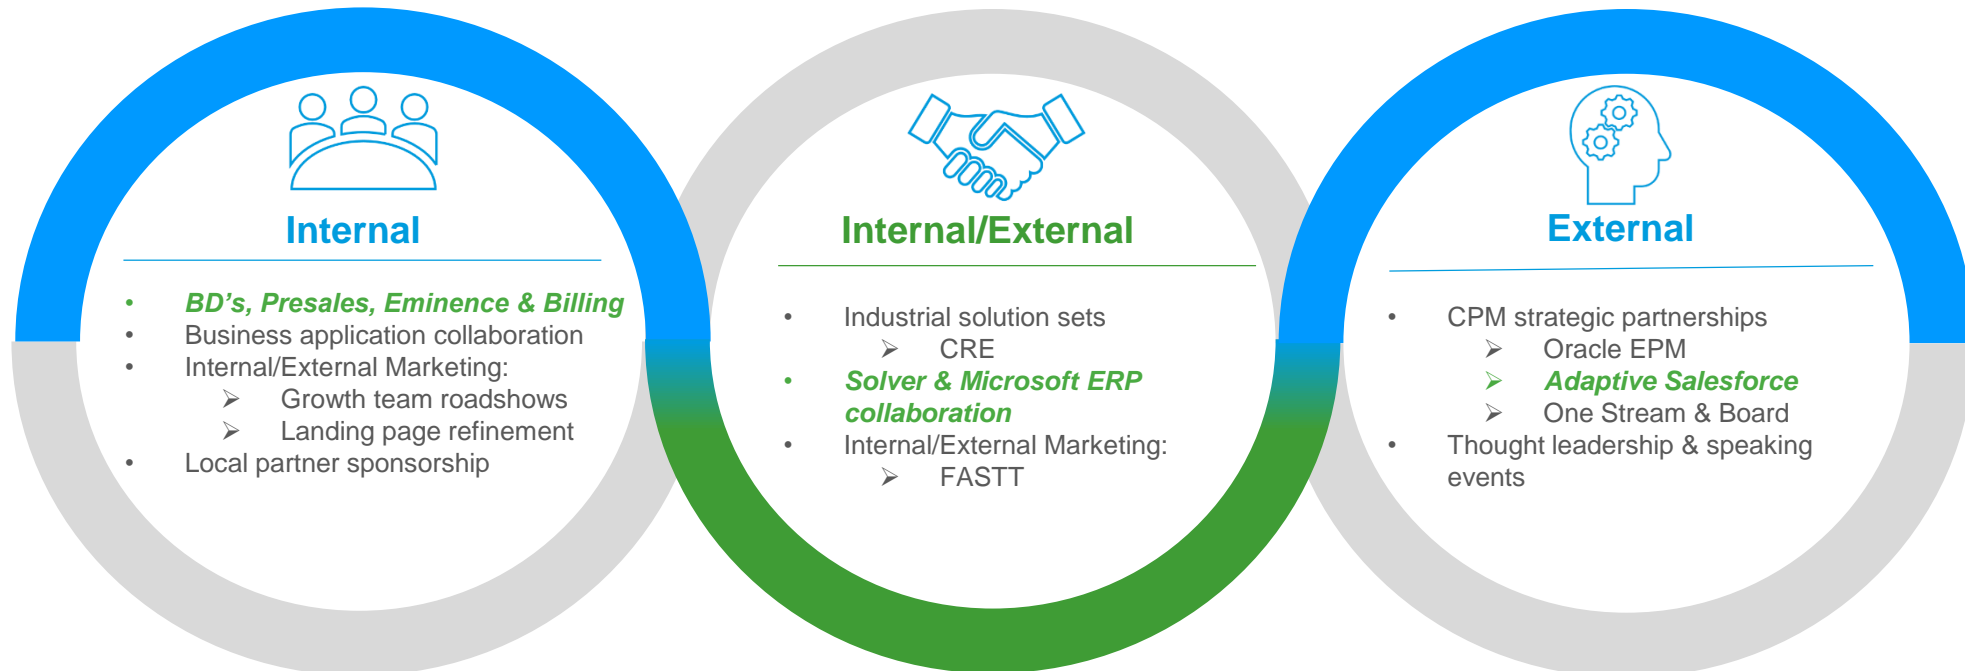 Internal
• BD's, Presales, Eminence & Billing
• Business application collaboration
• Internal/External Marketing:
➢ Growth team roadshows
➢ Landing page refinement
• Local partner sponsorship
Internal/External
• Industrial solution sets
➢ CRE
• Solver & Microsoft ERP
collaboration
• Internal/External Marketing:
➢ FASTT
External
• CPM strategic partnerships
➢ Oracle EPM
➢ Adaptive Salesforce
➢ One Stream & Board
• Thought leadership & speaking
events